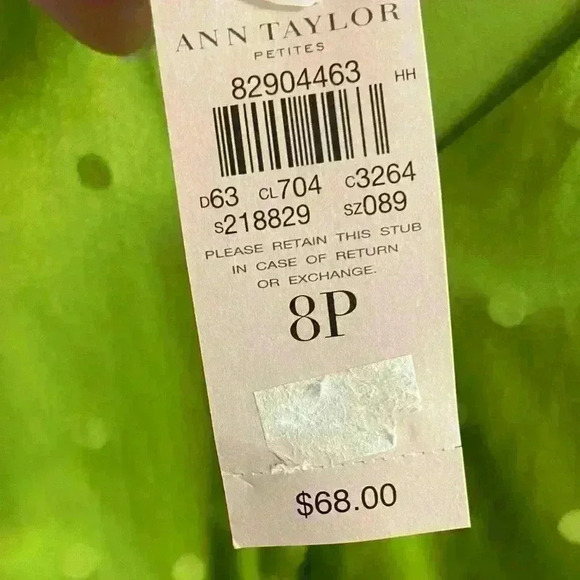 ANN TAYLOR
PETITES
82904463 HH
D63 CL704 C3264
S218829 SZ089
PLEASE RETAIN THIS STUB
IN CASE OF RETURN
OR EXCHANGE.
8P
$68.00